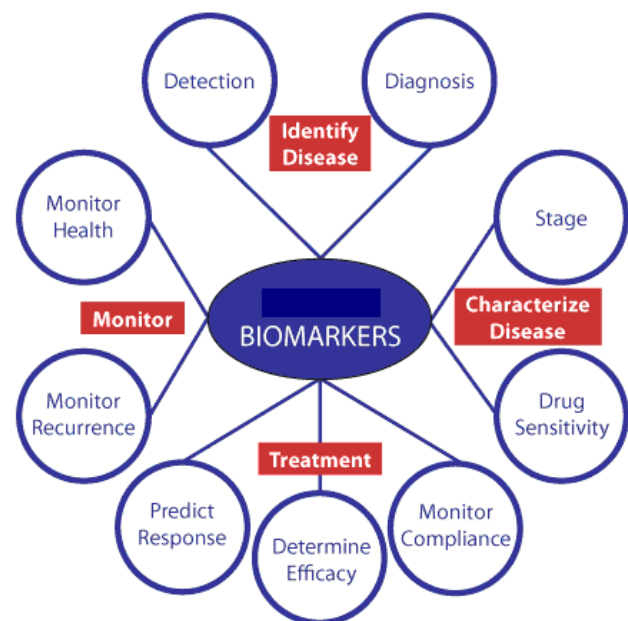 Detection
Diagnosis
Identify
Disease
Monitor
Health
Stage
Monitor
Characterize
Disease
BIOMARKERS
Monitor
Recurrence
Drug
Sensitivity
Treatment
Predict
Response
Determine
Efficacy
Monitor
Compliance